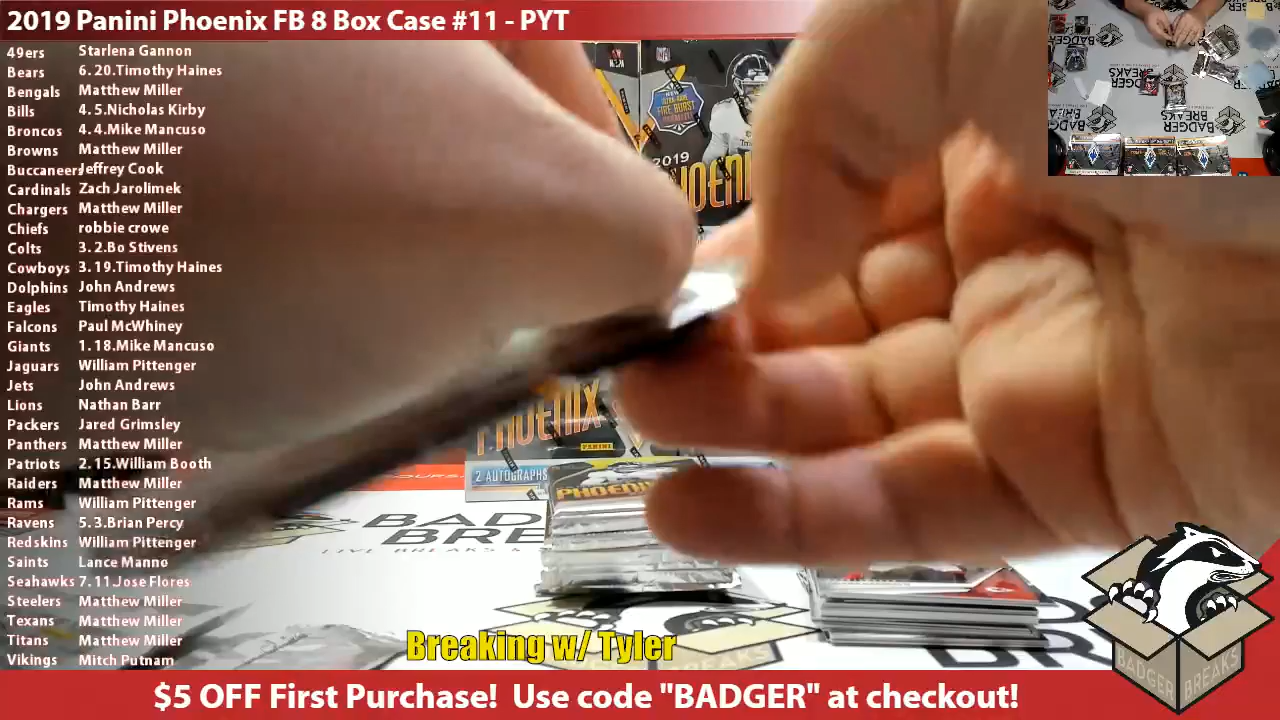 2019 Panini Phoenix FB 8 Box Case #11 - PYT
49ers Starlena Gannon
Bears 6. 20.Timothy Haines
Bengals Matthew Miller
Bills 4. 5.Nicholas Kirby
Broncos 4. 4.Mike Mancuso
Browns Matthew Miller
Buccaneers Jeffrey Cook
Cardinals Zach Jarolimek
Chargers Matthew Miller
Chiefs robbie crowe
Colts 3. 2.Bo Stivens
Cowboys 3. 19.Timothy Haines
Dolphins John Andrews
Eagles Timothy Haines
Falcons Paul McWhiney
Giants 1. 18.Mike Mancuso
Jaguars William Pittenger
Jets John Andrews
Lions Nathan Barr
Packers Jared Grimsley
Panthers Matthew Miller
Patriots 2. 15.William Booth
Raiders Matthew Miller
Rams William Pittenger
Ravens 5. 3.Brian Percy
Redskins William Pittenger
Saints Lance Manno
Seahawks 7. 11.Jose Flores
Steelers Matthew Miller
Texans Matthew Miller
Titans Matthew Miller
Vikings Mitch Putnam
FIRE BURST
2019
PHOENIX
PANINI
2 AUTOGRAPHS
PHOENIX
BADGER
BREAKS
Breaking w/ Tyler
BADGER BREAKS
$5 OFF First Purchase! Use code "BADGER" at checkout!